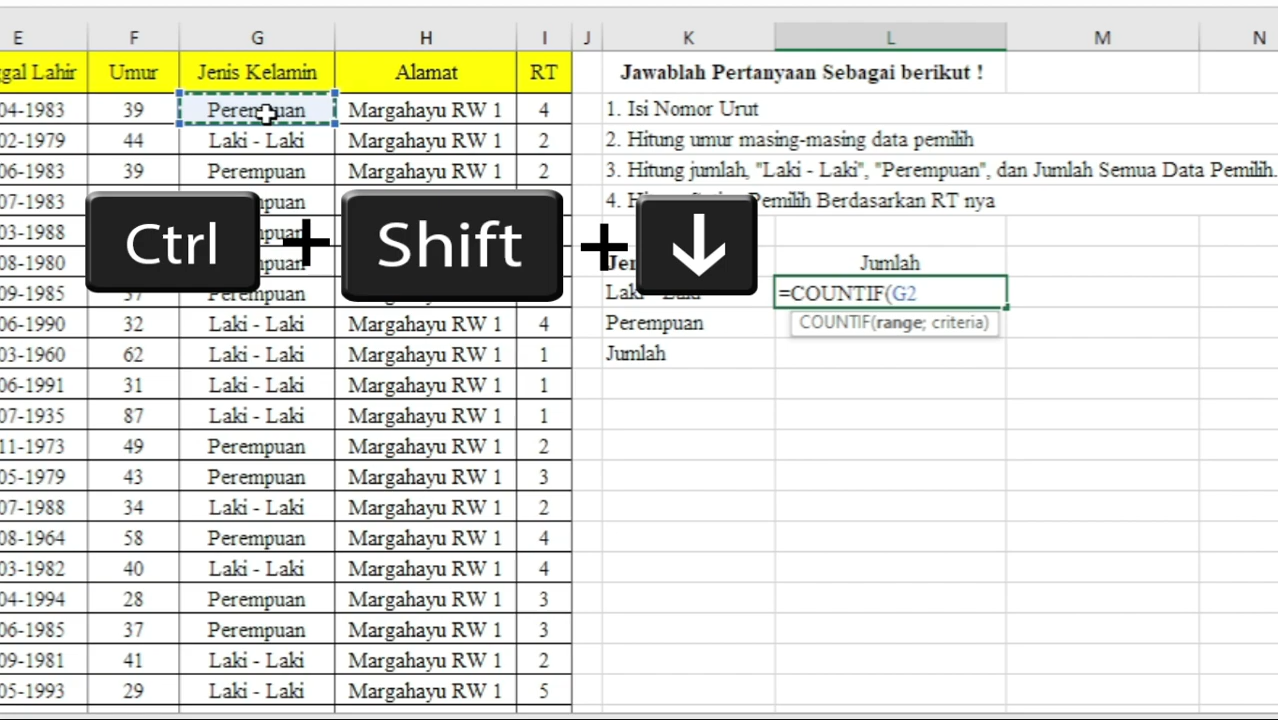 E F G H I J K L M N
ggal Lahir Umur Jenis Kelamin Alamat RT Jawablah Pertanyaan Sebagai berikut !
04-1983 39 Perempuan Margahayu RW 1 4 1. Isi Nomor Urut
02-1979 44 Laki - Laki Margahayu RW 1 2 2. Hitung umur masing-masing data pemilih
06-1983 39 Perempuan Margahayu RW 1 2 3. Hitung jumlah, "Laki - Laki", "Perempuan", dan Jumlah Semua Data Pemilih.
07-1983 mpuan 4. Pemilih Berdasarkan RT nya
Ctrl + Shift + ↓
03-1988 mpuan
08-1980 mpuan Jumlah
09-1985 37 =COUNTIF(G2
06-1990 32 Laki - Laki Margahayu RW 1 4 Perempuan COUNTIF(range; criteria)
03-1960 62 Laki - Laki Margahayu RW 1 1 Jumlah
06-1991 31 Laki - Laki Margahayu RW 1 1
07-1935 87 Laki - Laki Margahayu RW 1 1
11-1973 49 Perempuan Margahayu RW 1 2
05-1979 43 Perempuan Margahayu RW 1 3
07-1988 34 Laki - Laki Margahayu RW 1 2
08-1964 58 Perempuan Margahayu RW 1 4
03-1982 40 Laki - Laki Margahayu RW 1 4
04-1994 28 Perempuan Margahayu RW 1 3
06-1985 37 Perempuan Margahayu RW 1 3
09-1981 41 Laki - Laki Margahayu RW 1 2
05-1993 29 Laki - Laki Margahayu RW 1 5